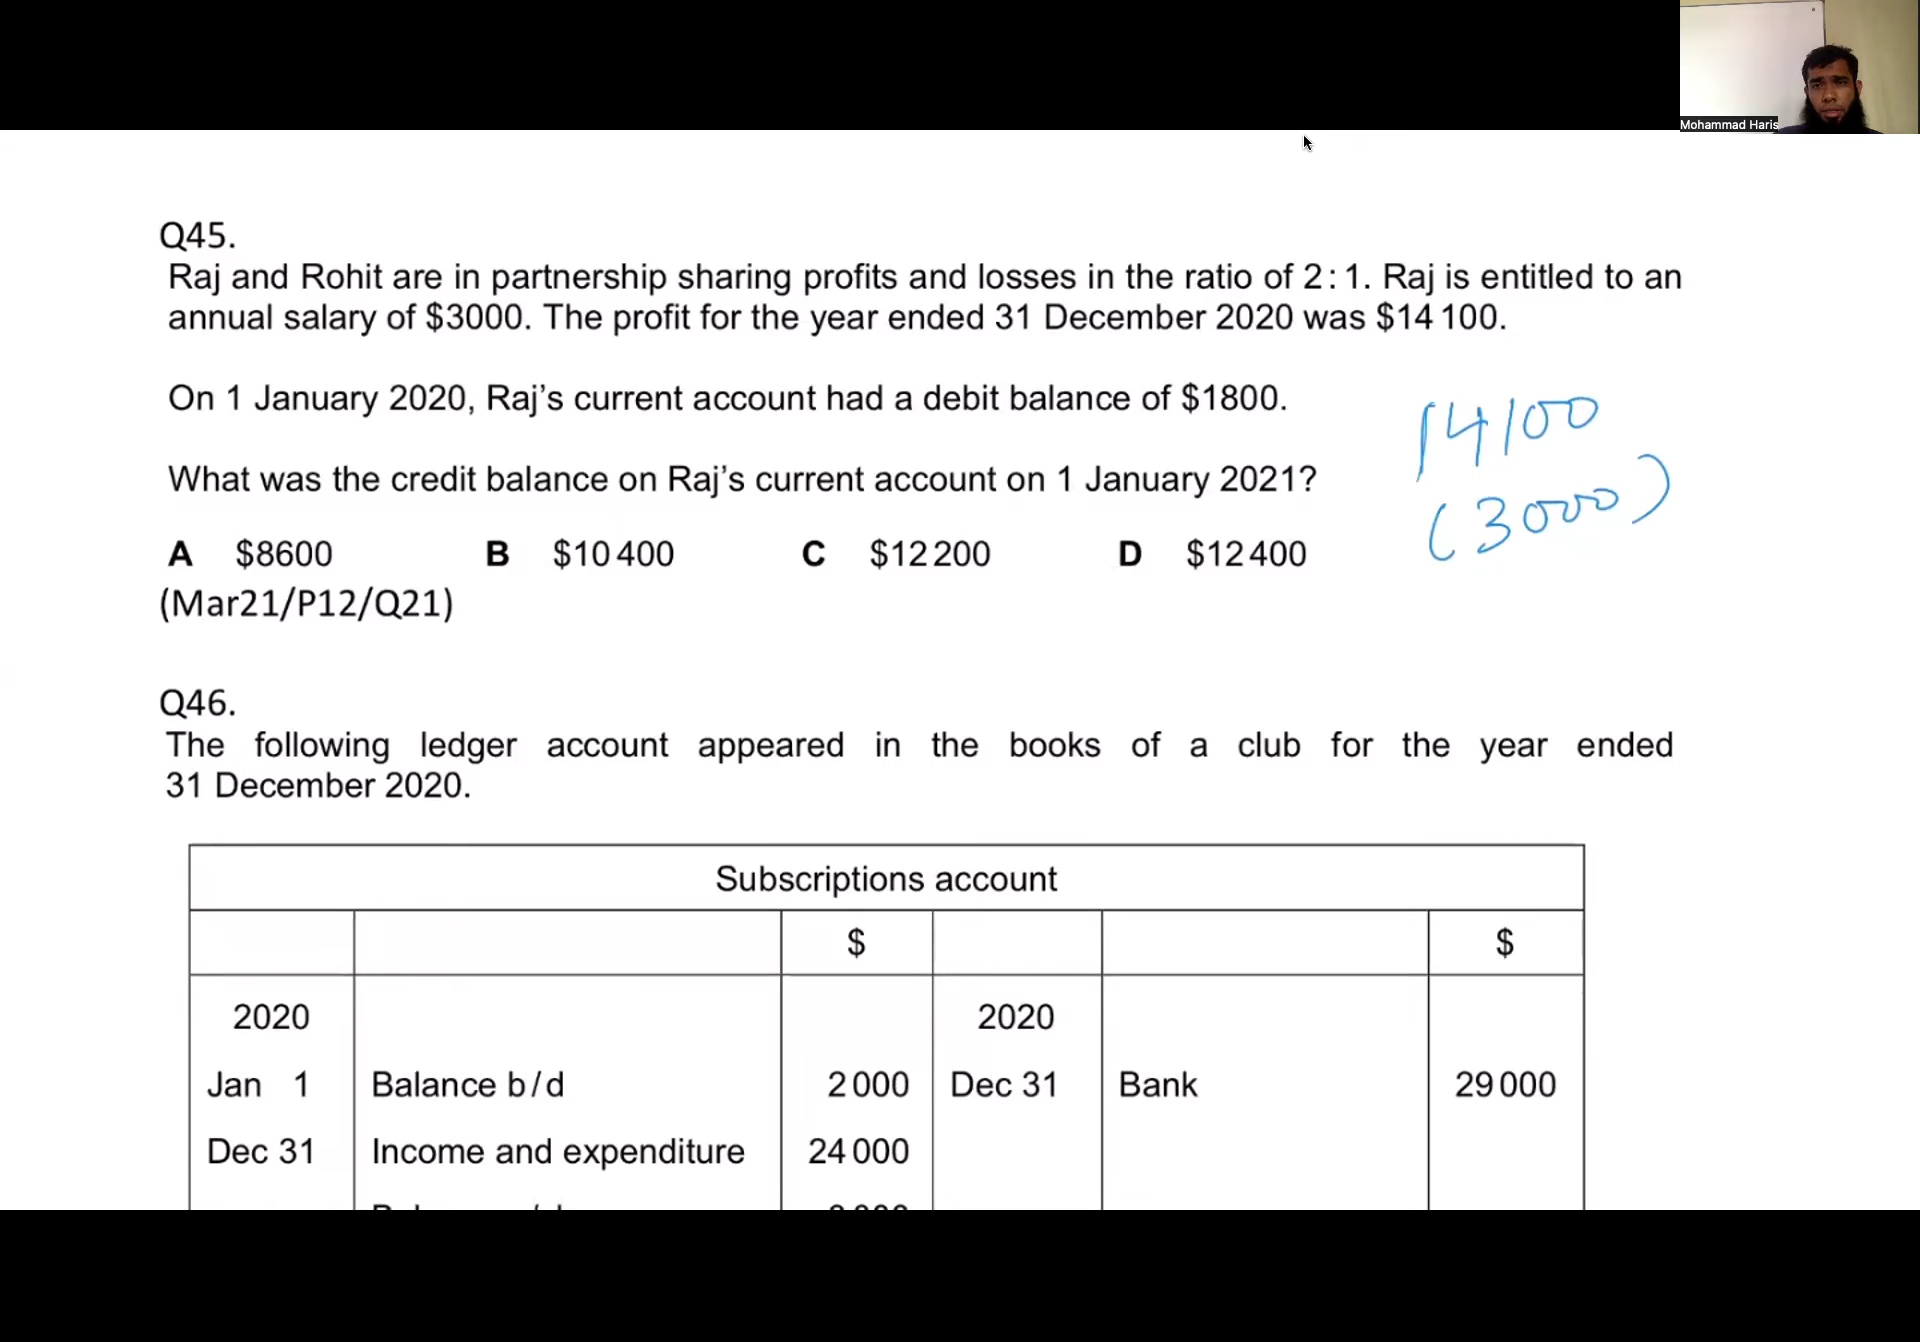 Mohammad Haris
Q45.
Raj and Rohit are in partnership sharing profits and losses in the ratio of 2 : 1. Raj is entitled to an
annual salary of $3000. The profit for the year ended 31 December 2020 was $14 100.
On 1 January 2020, Raj’s current account had a debit balance of $1800.
14100
What was the credit balance on Raj’s current account on 1 January 2021?
(3000)
A $8600 B $10 400 C $12 200 D $12 400
(Mar21/P12/Q21)
Q46.
The following ledger account appeared in the books of a club for the year ended
31 December 2020.
Subscriptions account
$ $
2020 2020
Jan 1 Balance b/d 2 000 Dec 31 Bank 29 000
Dec 31 Income and expenditure 24 000